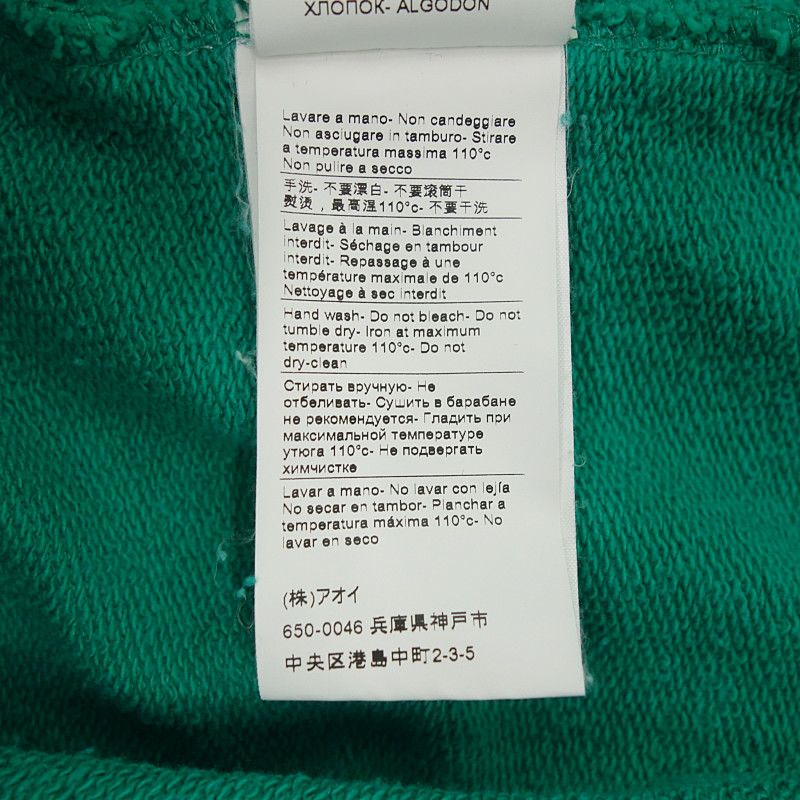 ХЛОПОК- ALGODÓN
Lavare a mano- Non candeggiare
Non asciugare in tamburo- Stirare
a temperatura massima 110°c
Non pulire a secco
手洗- 不要漂白- 不要滚筒干
熨烫，最高温110°c- 不要干洗
Lavage à la main- Blanchiment
interdit- Séchage en tambour
interdit- Repassage à une
température maximale de 110°c
Nettoyage à sec interdit
Hand wash- Do not bleach- Do not
tumble dry- Iron at maximum
temperature 110°c- Do not
dry-clean
Стирать вручную- Не
отбеливать- Сушить в барабане
не рекомендуется- Гладить при
максимальной температуре
утюга 110°c- Не подвергать
химчистке
Lavar a mano- No lavar con lejía
No secar en tambor- Planchar a
temperatura máxima 110°c- No
lavar en seco
(株)アオイ
650-0046 兵庫県神戸市
中央区港島中町2-3-5